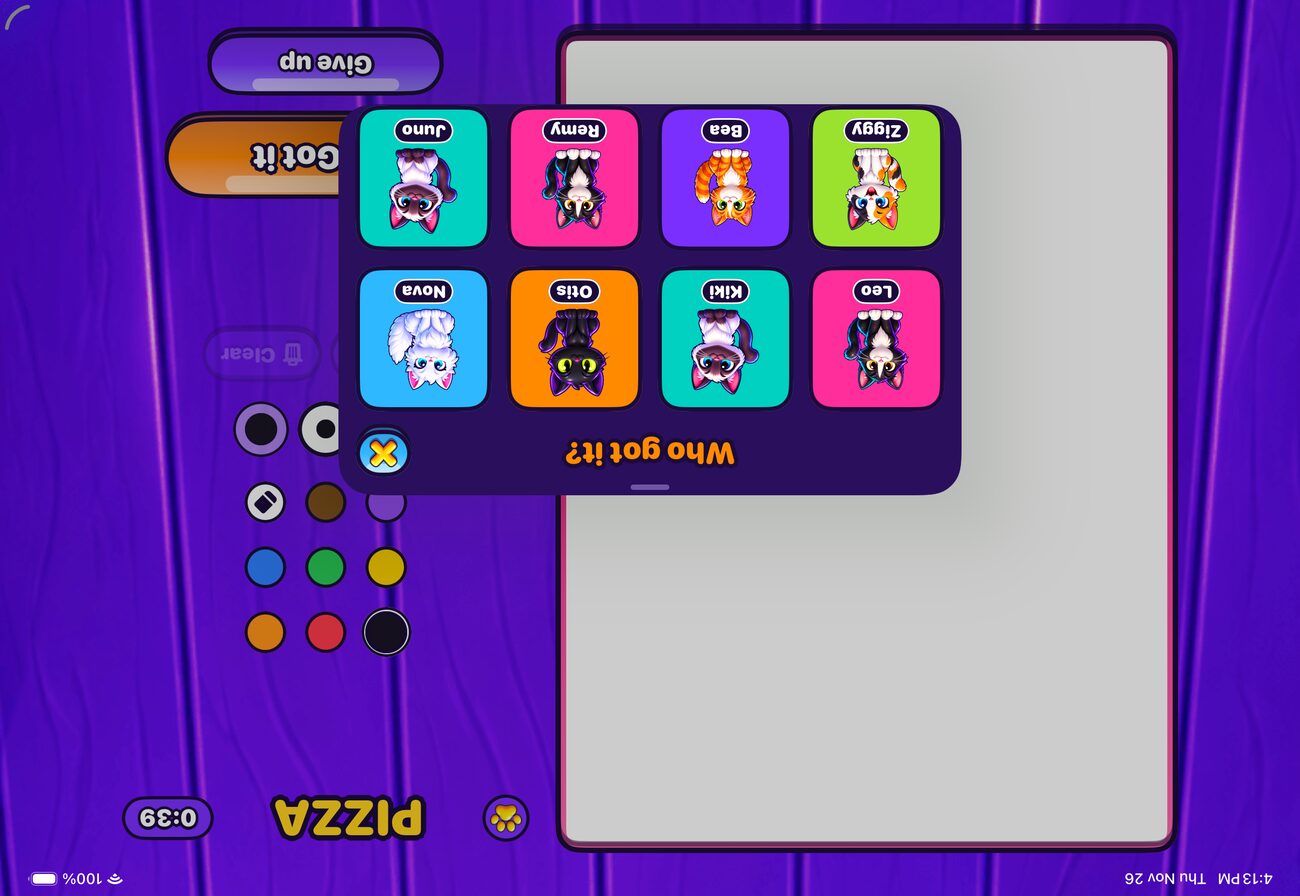 4:13 PM Thu Nov 26
100%
PIZZA
0:39
Who got it?
Leo
Kiki
Otis
Nova
Ziggy
Bea
Remy
Juno
Clear
Got it
Give up